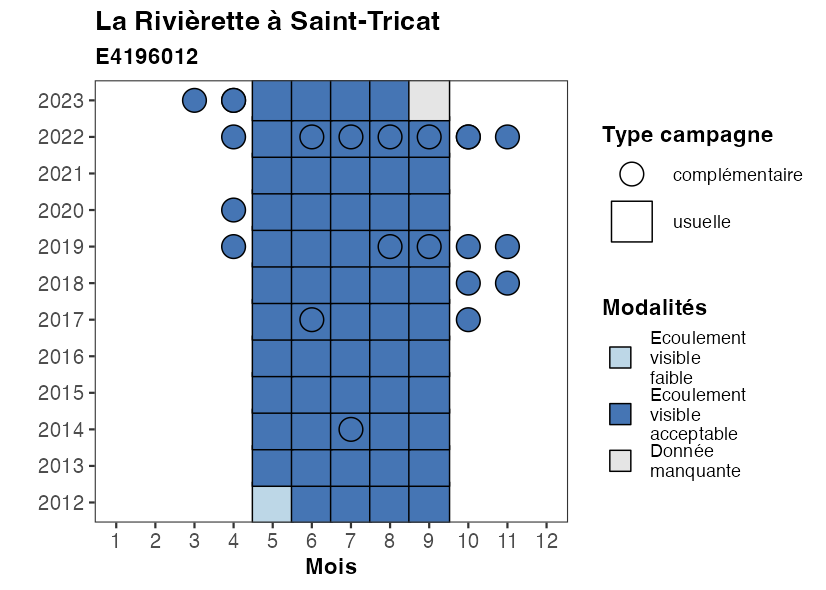 La Rivièrette à Saint-Tricat
E4196012
2023
2022
2021
2020
2019
2018
2017
2016
2015
2014
2013
2012
1 2 3 4 5 6 7 8 9 10 11 12
Mois
Type campagne
complémentaire
usuelle
Modalités
Ecoulement
visible
faible
Ecoulement
visible
acceptable
Donnée
manquante